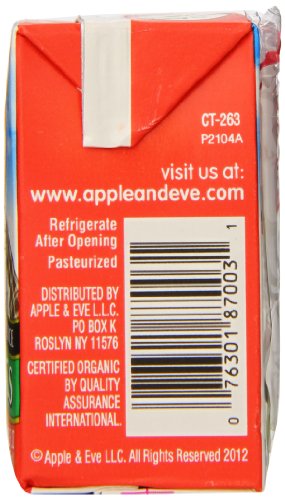 CT-263
P2104A
visit us at:
www.appleandeve.com
Refrigerate
After Opening
Pasteurized
DISTRIBUTED BY
APPLE & EVE L.L.C.
PO BOX K
ROSLYN NY 11576
CERTIFIED ORGANIC
BY QUALITY
ASSURANCE
INTERNATIONAL.
0 76301 87003 1
© Apple & Eve LLC. All Rights Reserved 2012